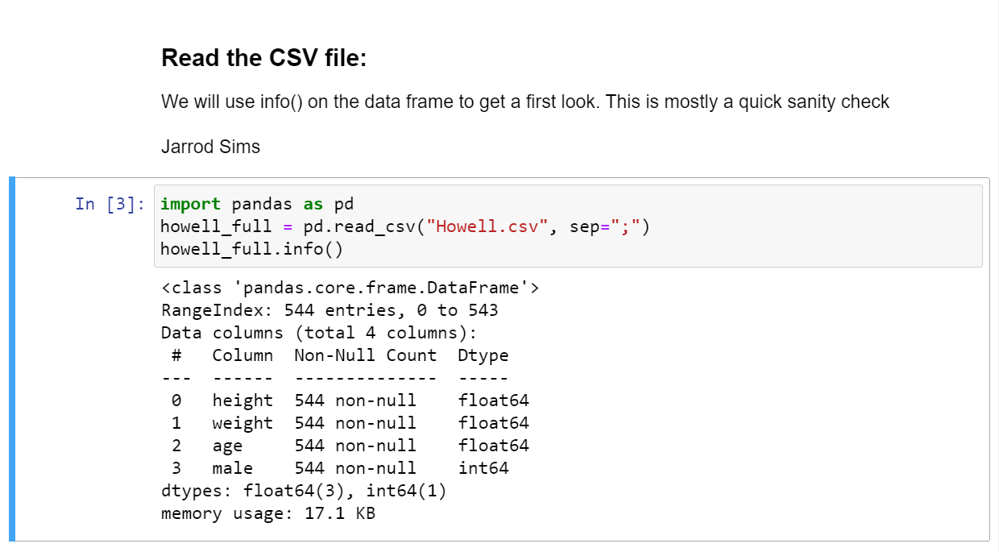 Read the CSV file:
We will use info() on the data frame to get a first look. This is mostly a quick sanity check
Jarrod Sims
In [3]: import pandas as pd
howell_full = pd.read_csv("Howell.csv", sep=";")
howell_full.info()
<class 'pandas.core.frame.DataFrame'>
RangeIndex: 544 entries, 0 to 543
Data columns (total 4 columns):
 #   Column  Non-Null Count  Dtype
---  ------  --------------  -----
 0   height  544 non-null    float64
 1   weight  544 non-null    float64
 2   age     544 non-null    float64
 3   male    544 non-null    int64
dtypes: float64(3), int64(1)
memory usage: 17.1 KB